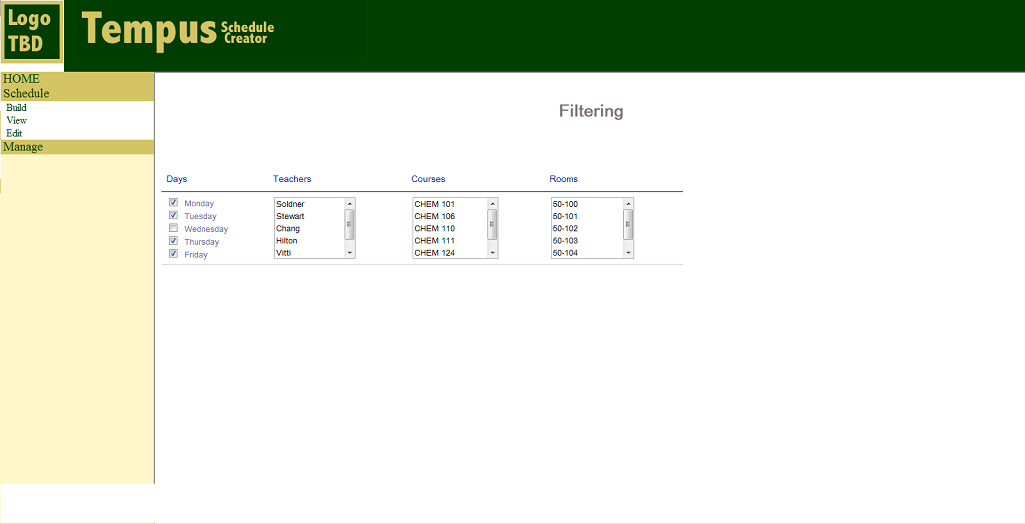 Logo
TBD
Tempus Schedule
Creator
HOME
Schedule
Build
View
Edit
Manage
Filtering
Days Teachers Courses Rooms
Monday Soldner CHEM 101 50-100
Tuesday Stewart CHEM 106 50-101
Wednesday Chang CHEM 110 50-102
Thursday Hilton CHEM 111 50-103
Friday Vitti CHEM 124 50-104